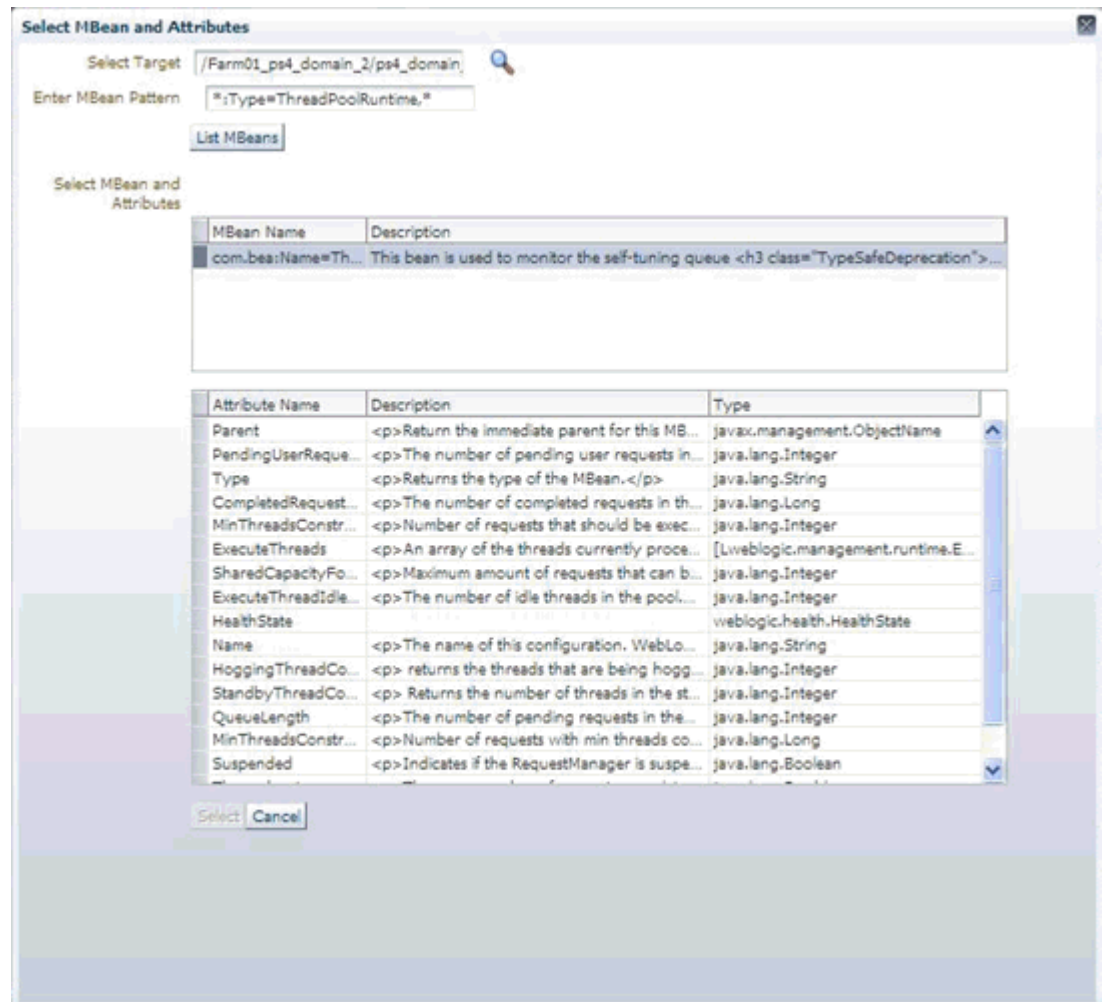 Select MBean and Attributes
Select Target /Farm01_ps4_domain_2/ps4_domain_
Enter MBean Pattern *:Type=ThreadPoolRuntime,*
List MBeans
Select MBean and
Attributes
MBean Name Description
com.bea:Name=Th... This bean is used to monitor the self-tuning queue <h3 class="TypeSafeDeprecation">...
Attribute Name Description Type
Parent <p>Return the immediate parent for this MB... javax.management.ObjectName
PendingUserReque... <p>The number of pending user requests in... java.lang.Integer
Type <p>Returns the type of the MBean.</p> java.lang.String
CompletedRequest... <p>The number of completed requests in th... java.lang.Long
MinThreadsConstr... <p>Number of requests that should be exec... java.lang.Integer
ExecuteThreads <p>An array of the threads currently proce... [Lweblogic.management.runtime.E...
SharedCapacityFo... <p>Maximum amount of requests that can b... java.lang.Integer
ExecuteThreadIdle... <p>The number of idle threads in the pool.... java.lang.Integer
HealthState weblogic.health.HealthState
Name <p>The name of this configuration. WebLo... java.lang.String
HoggingThreadCo... <p> returns the threads that are being hogg... java.lang.Integer
StandbyThreadCo... <p> Returns the number of threads in the st... java.lang.Integer
QueueLength <p>The number of pending requests in the... java.lang.Integer
MinThreadsConstr... <p>Number of requests with min threads co... java.lang.Long
Suspended <p>Indicates if the RequestManager is suspe... java.lang.Boolean
Select Cancel